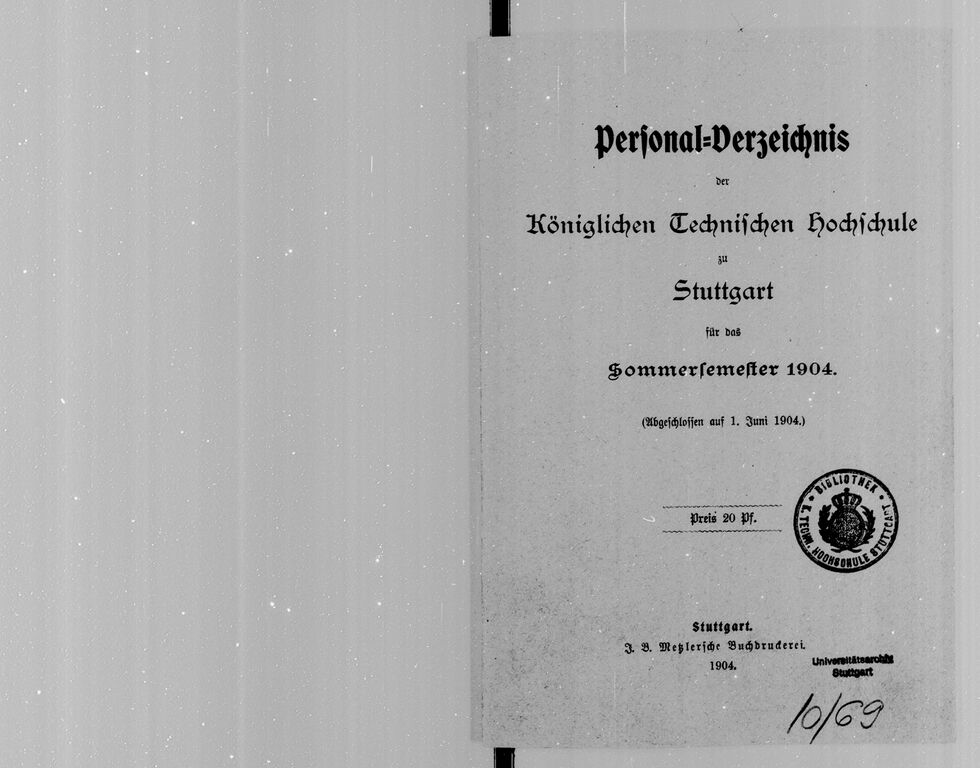 Personal-Verzeichnis
der
Königlichen Technischen Hochschule
zu
Stuttgart
für das
Sommersemester 1904.
(Abgeschlossen auf 1. Juni 1904.)
Preis 20 Pf.
BIBLIOTHEK
K. TECHN. HOCHSCHULE STUTTGART
Stuttgart.
J. B. Metzlersche Buchdruckerei.
1904.
Universitätsarchiv
Stuttgart
10/69